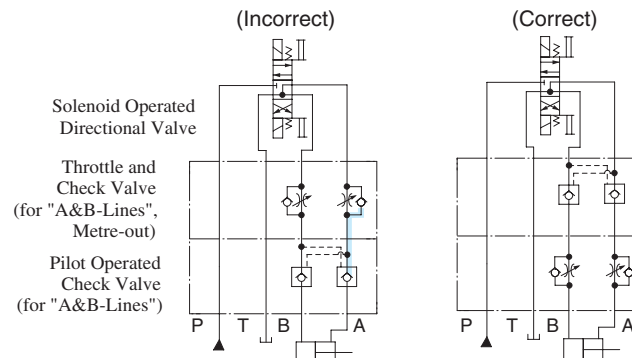 (Incorrect)
(Correct)
Solenoid Operated
Directional Valve
Throttle and
Check Valve
(for "A&B-Lines",
Metre-out)
Pilot Operated
Check Valve
(for "A&B-Lines")
P T B A
P T B A